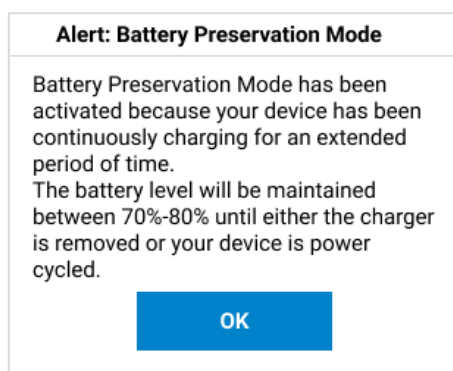 Alert: Battery Preservation Mode
Battery Preservation Mode has been
activated because your device has been
continuously charging for an extended
period of time.
The battery level will be maintained
between 70%-80% until either the charger
is removed or your device is power
cycled.
OK